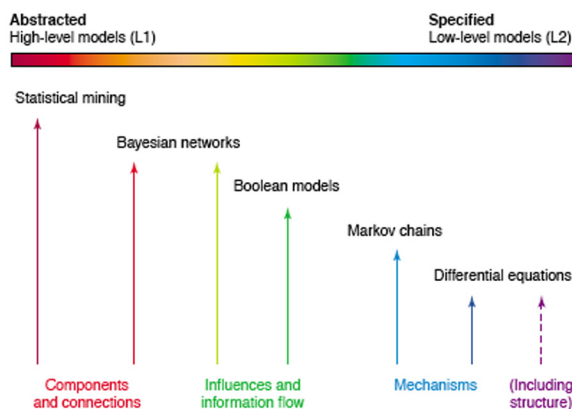 Abstracted
High-level models (L1)
Specified
Low-level models (L2)
Statistical mining
Bayesian networks
Boolean models
Markov chains
Differential equations
Components
and connections
Influences and
information flow
Mechanisms
(Including
structure)